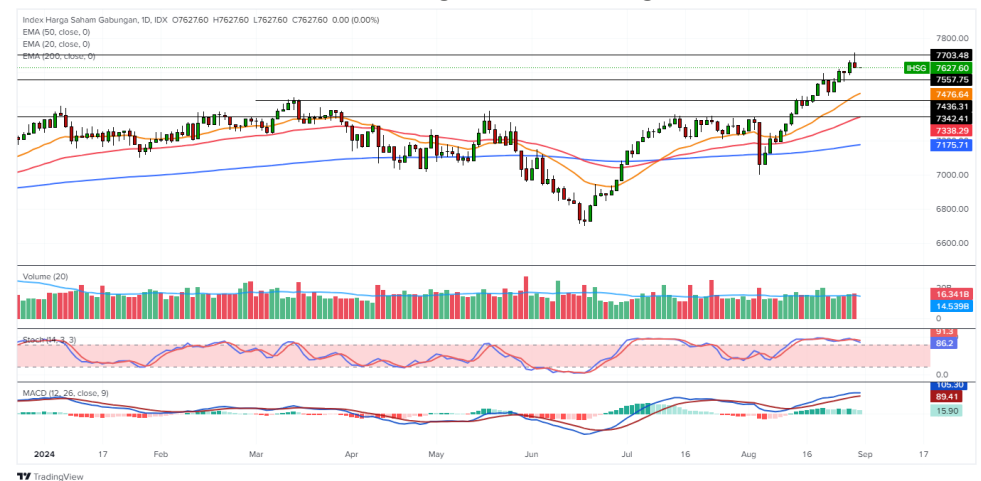 Index Harga Saham Gabungan, 1D, IDX O7627.60 H7627.60 L7627.60 C7627.60 0.00 (0.00%)
EMA (50, close, 0)
EMA (20, close, 0)
EMA (200, close, 0)
7800.00
7703.48
IHSG 7627.60
7557.75
7476.64
7436.31
7342.41
7338.29
7175.71
7000.00
6800.00
6600.00
Volume (20)
16.341B
14.539B
0
Stoch (14, 3, 3)
91.3
86.2
0.0
MACD (12, 26, close, 9)
105.30
89.41
15.90
2024 17 Feb Mar Apr May Jun Jul 16 Aug 16 Sep 17
TradingView